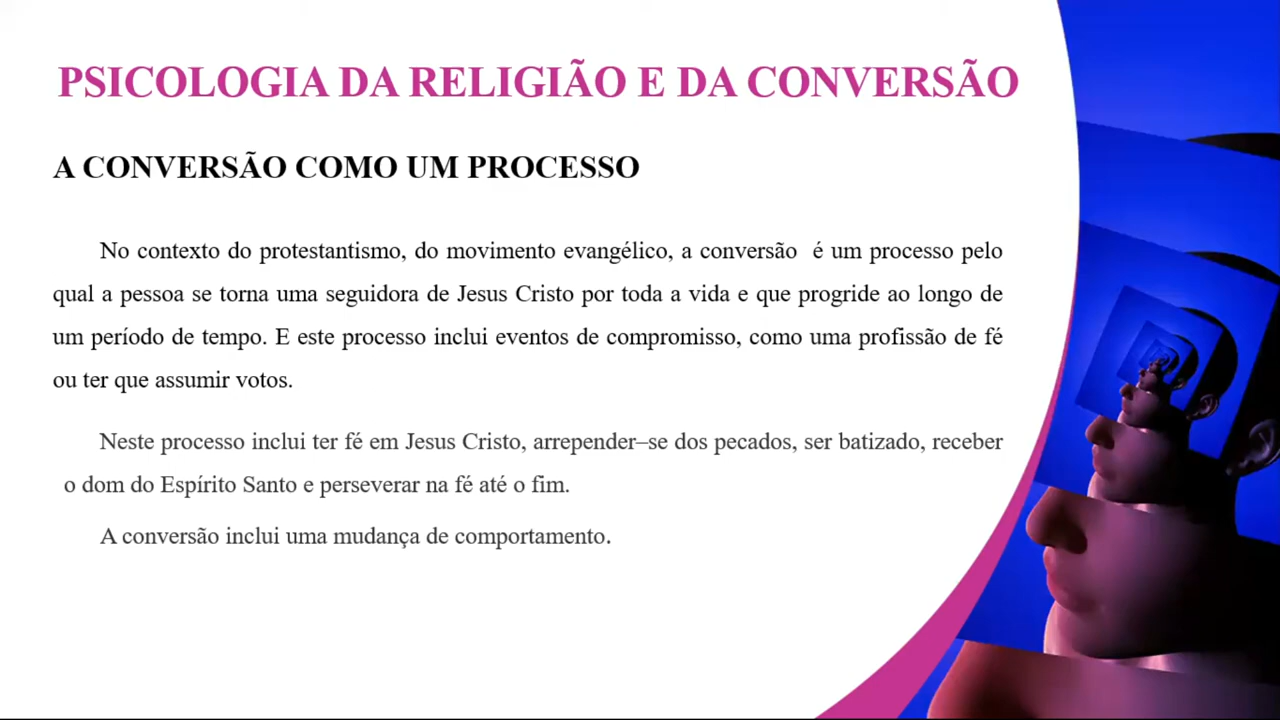 PSICOLOGIA DA RELIGIÃO E DA CONVERSÃO
A CONVERSÃO COMO UM PROCESSO
No contexto do protestantismo, do movimento evangélico, a conversão é um processo pelo
qual a pessoa se torna uma seguidora de Jesus Cristo por toda a vida e que progride ao longo de
um período de tempo. E este processo inclui eventos de compromisso, como uma profissão de fé
ou ter que assumir votos.
Neste processo inclui ter fé em Jesus Cristo, arrepender–se dos pecados, ser batizado, receber
o dom do Espírito Santo e perseverar na fé até o fim.
A conversão inclui uma mudança de comportamento.